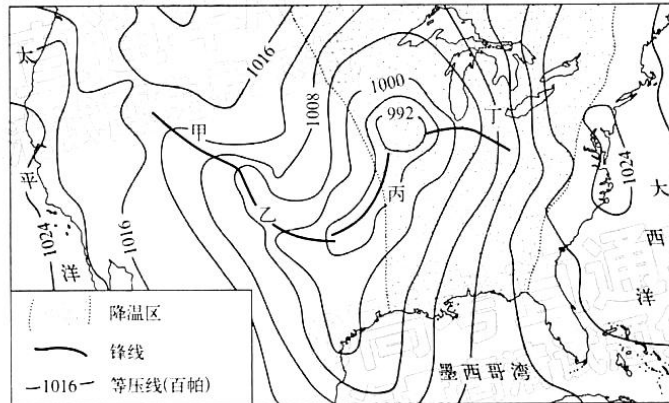 太
平
洋
1016
1008
1000
992
甲
乙
丙
丁
1024
1016
1024
大
西
洋
墨西哥湾
降温区
锋线
—1016— 等压线(百帕)